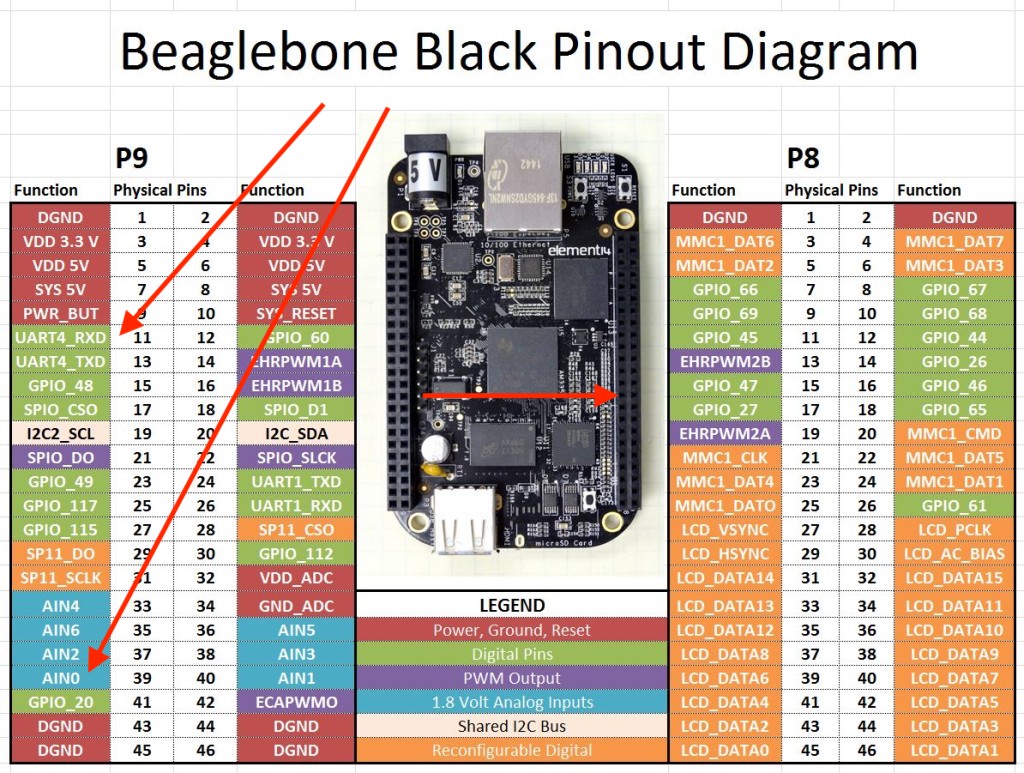 Beaglebone Black Pinout Diagram
P9
P8
Function Physical Pins Function
Function Physical Pins Function
DGND 1 2 DGND
VDD 3.3 V 3 4 VDD 3.3 V
VDD 5V 5 6 VDD 5V
SYS 5V 7 8 SYS 5V
PWR_BUT 9 10 SYS_RESET
UART4_RXD 11 12 GPIO_60
UART4_TXD 13 14 EHRPWM1A
GPIO_48 15 16 EHRPWM1B
SPIO_CSO 17 18 SPIO_D1
I2C2_SCL 19 20 I2C_SDA
SPIO_DO 21 22 SPIO_SLCK
GPIO_49 23 24 UART1_TXD
GPIO_117 25 26 UART1_RXD
GPIO_115 27 28 SP11_CSO
SP11_DO 29 30 GPIO_112
SP11_SCLK 31 32 VDD_ADC
AIN4 33 34 GND_ADC
AIN6 35 36 AIN5
AIN2 37 38 AIN3
AIN0 39 40 AIN1
GPIO_20 41 42 ECAPWMO
DGND 43 44 DGND
DGND 45 46 DGND
5 V
1442
10/100 Ethernet
element14
microSD Card
LEGEND
Power, Ground, Reset
Digital Pins
PWM Output
1.8 Volt Analog Inputs
Shared I2C Bus
Reconfigurable Digital
DGND 1 2 DGND
MMC1_DAT6 3 4 MMC1_DAT7
MMC1_DAT2 5 6 MMC1_DAT3
GPIO_66 7 8 GPIO_67
GPIO_69 9 10 GPIO_68
GPIO_45 11 12 GPIO_44
EHRPWM2B 13 14 GPIO_26
GPIO_47 15 16 GPIO_46
GPIO_27 17 18 GPIO_65
EHRPWM2A 19 20 MMC1_CMD
MMC1_CLK 21 22 MMC1_DAT5
MMC1_DAT4 23 24 MMC1_DAT1
MMC1_DATO 25 26 GPIO_61
LCD_VSYNC 27 28 LCD_PCLK
LCD_HSYNC 29 30 LCD_AC_BIAS
LCD_DATA14 31 32 LCD_DATA15
LCD_DATA13 33 34 LCD_DATA11
LCD_DATA12 35 36 LCD_DATA10
LCD_DATA8 37 38 LCD_DATA9
LCD_DATA6 39 40 LCD_DATA7
LCD_DATA4 41 42 LCD_DATA5
LCD_DATA2 43 44 LCD_DATA3
LCD_DATA0 45 46 LCD_DATA1